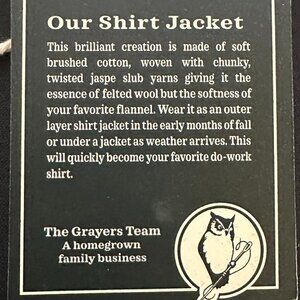 Our Shirt Jacket
This brilliant creation is made of soft
brushed cotton, woven with chunky,
twisted jaspe slub yarns giving it the
essence of felted wool but the softness of
your favorite flannel. Wear it as an outer
layer shirt jacket in the early months of fall
or under a jacket as weather arrives. This
will quickly become your favorite do-work
shirt.
The Grayers Team
A homegrown
family business